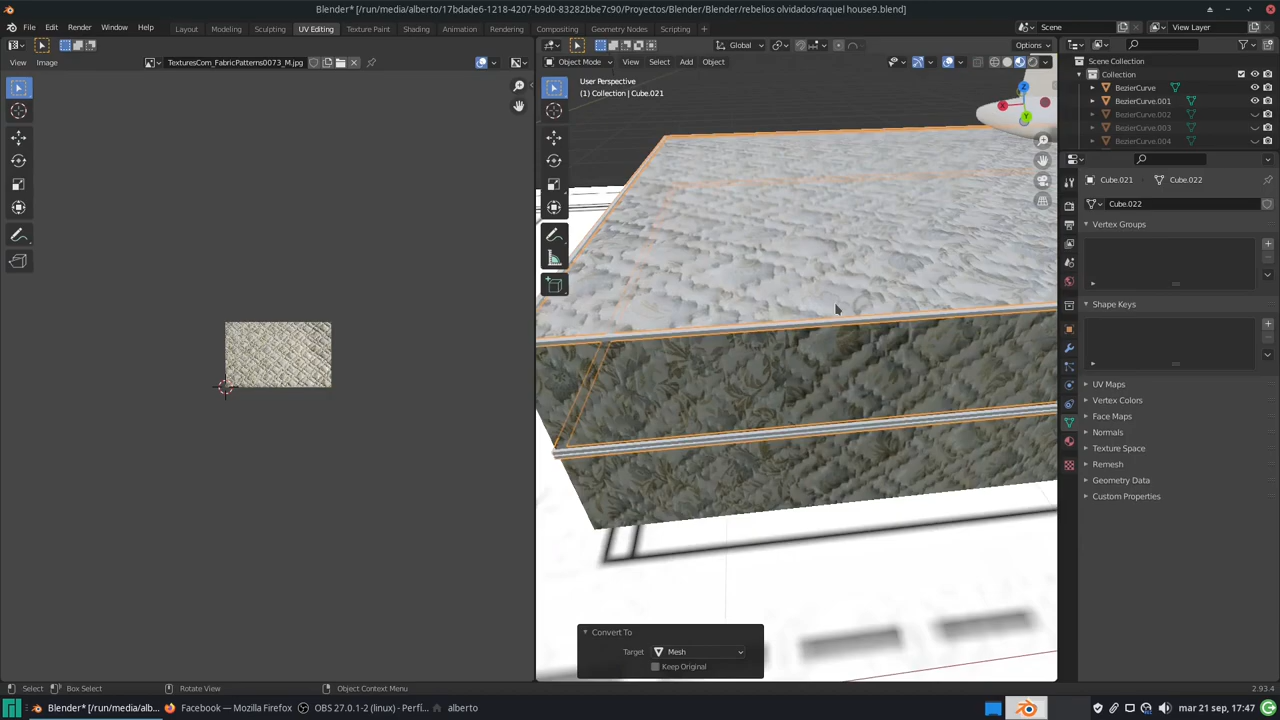 Blender* [/run/media/alberto/17bdade6-1218-4207-b9d0-83282bbe7c90/Proyectos/Blender/Blender/rebelios olvidados/raquel house9.blend]
File Edit Render Window Help Layout Modeling Sculpting UV Editing Texture Paint Shading Animation Rendering Compositing Geometry Nodes Scripting + Scene View Layer
Global Options
View Image TexturesCom_FabricPatterns0073_M.jpg Object Mode View Select Add Object
User Perspective
(1) Collection | Cube.021
Scene Collection
Collection
BezierCurve
BezierCurve.001
BezierCurve.002
BezierCurve.003
BezierCurve.004
Cube.021 Cube.022
Cube.022
Vertex Groups
Shape Keys
UV Maps
Vertex Colors
Face Maps
Normals
Texture Space
Remesh
Geometry Data
Custom Properties
X
Y
Z
Convert To
Target Mesh
Keep Original
Select Box Select Rotate View Object Context Menu 2.93.4
Blender* [/run/media/alb... Facebook — Mozilla Firefox OBS 27.0.1-2 (linux) - Perfi... alberto mar 21 sep, 17:47